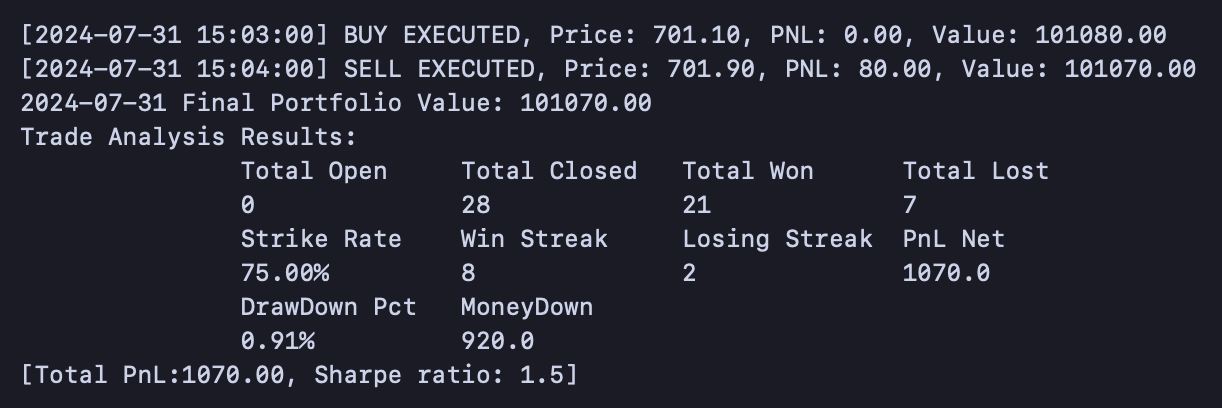 [2024-07-31 15:03:00] BUY EXECUTED, Price: 701.10, PNL: 0.00, Value: 101080.00
[2024-07-31 15:04:00] SELL EXECUTED, Price: 701.90, PNL: 80.00, Value: 101070.00
2024-07-31 Final Portfolio Value: 101070.00
Trade Analysis Results:
Total Open Total Closed Total Won Total Lost
0 28 21 7
Strike Rate Win Streak Losing Streak PnL Net
75.00% 8 2 1070.0
DrawDown Pct MoneyDown
0.91% 920.0
[Total PnL:1070.00, Sharpe ratio: 1.5]